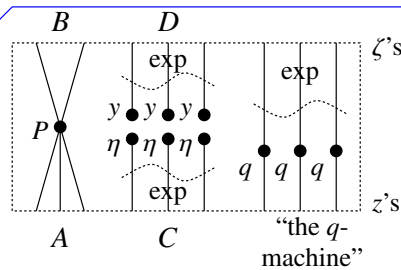 B D
exp exp ζ's
y y y
P
η η η
q q q
exp
A C z's
“the q-
machine”